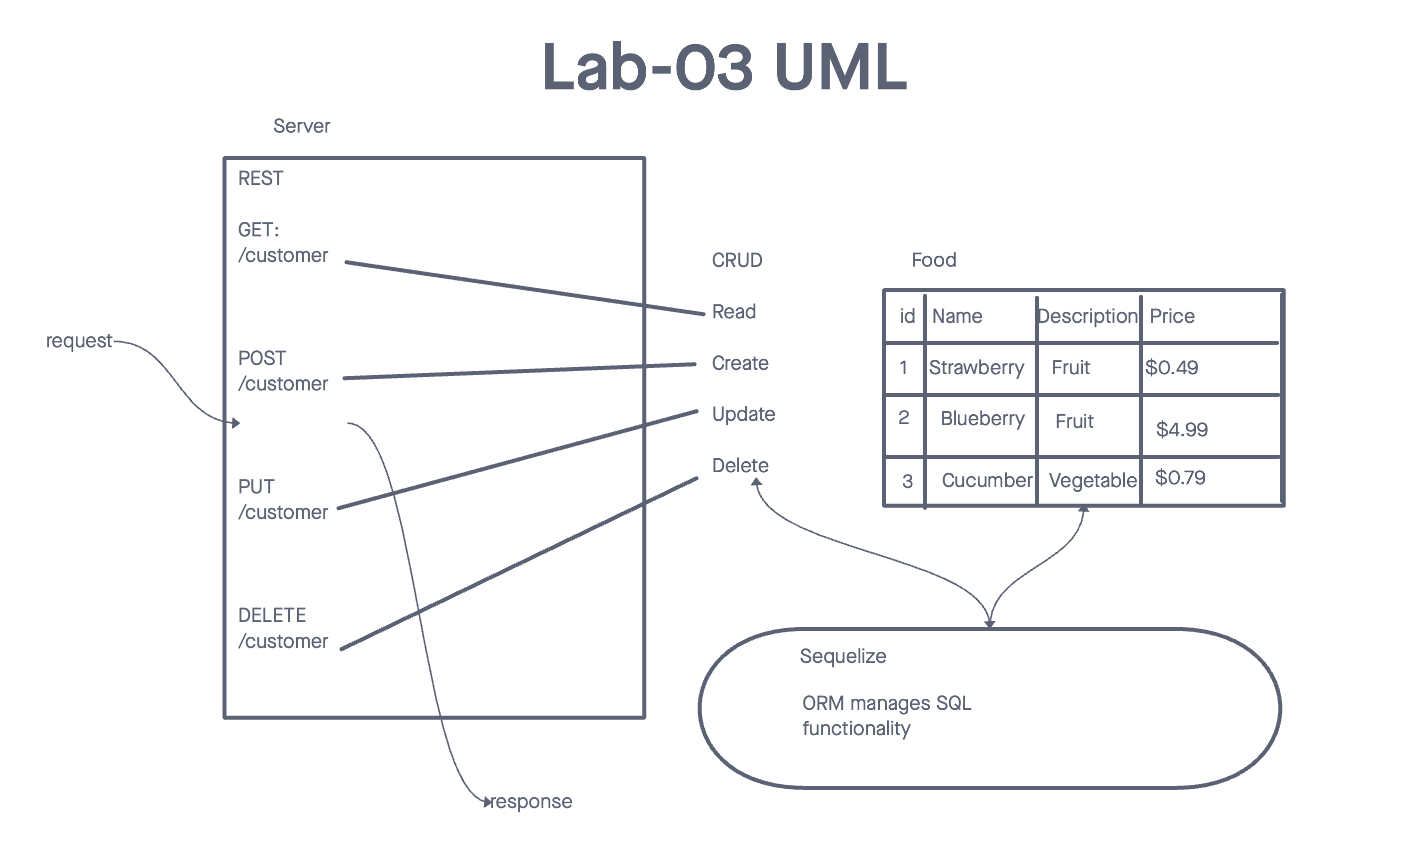 Lab-03 UML
Server
REST
GET:
/customer
POST
/customer
PUT
/customer
DELETE
/customer
request
response
CRUD
Read
Create
Update
Delete
Food
id Name Description Price
1 Strawberry Fruit $0.49
2 Blueberry Fruit $4.99
3 Cucumber Vegetable $0.79
Sequelize
ORM manages SQL
functionality